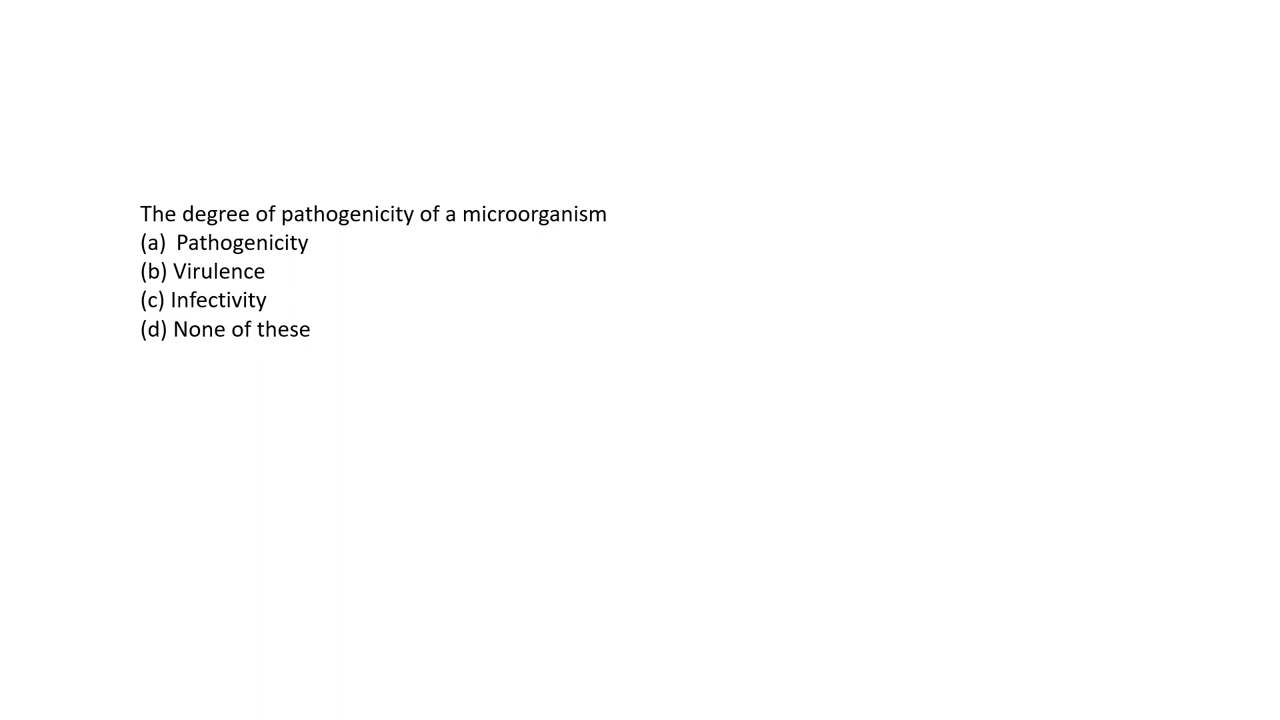 The degree of pathogenicity of a microorganism
(a) Pathogenicity
(b) Virulence
(c) Infectivity
(d) None of these